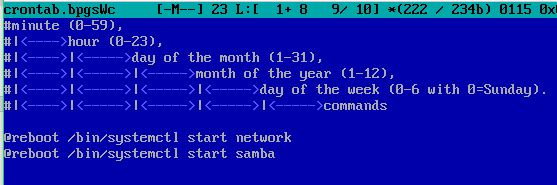 crontab.bpgsWc [-M--] 23 L:[ 1+ 8 9/ 10] *(222 / 234b) 0115 0x
#minute (0-59),
#|<---->hour (0-23),
#|<---->|<---->day of the month (1-31),
#|<---->|<---->|<---->month of the year (1-12),
#|<---->|<---->|<---->|<---->day of the week (0-6 with 0=Sunday).
#|<---->|<---->|<---->|<---->|<---->commands
@reboot /bin/systemctl start network
@reboot /bin/systemctl start samba